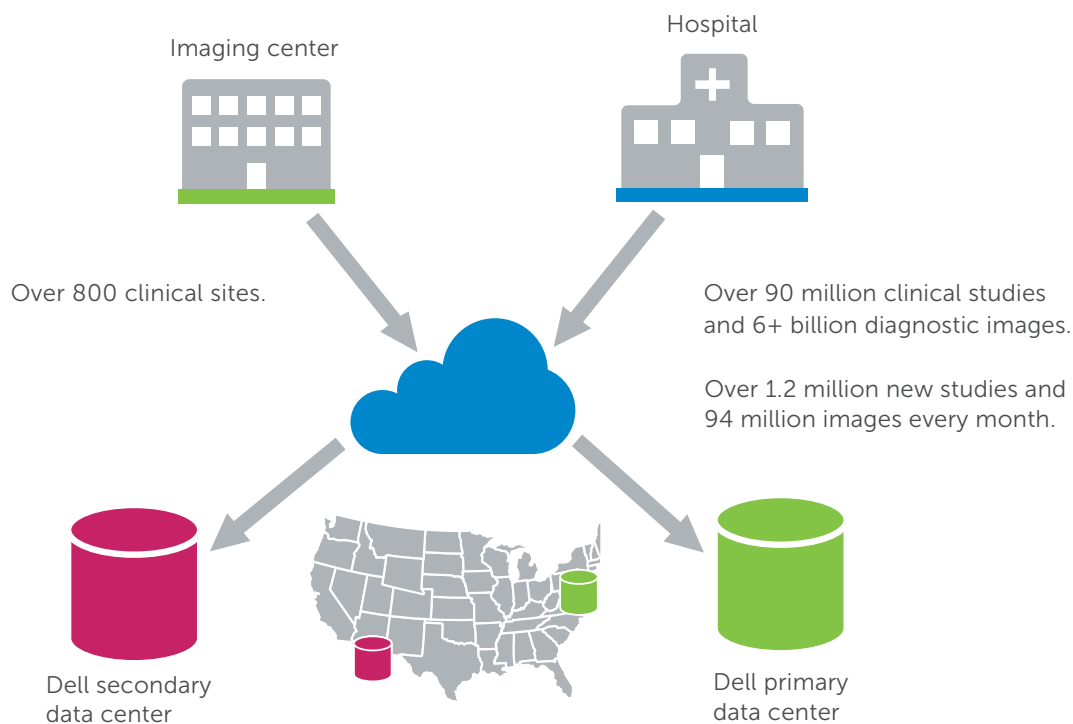 Imaging center
Hospital
Over 800 clinical sites.
Over 90 million clinical studies
and 6+ billion diagnostic images.
Over 1.2 million new studies and
94 million images every month.
Dell secondary
data center
Dell primary
data center